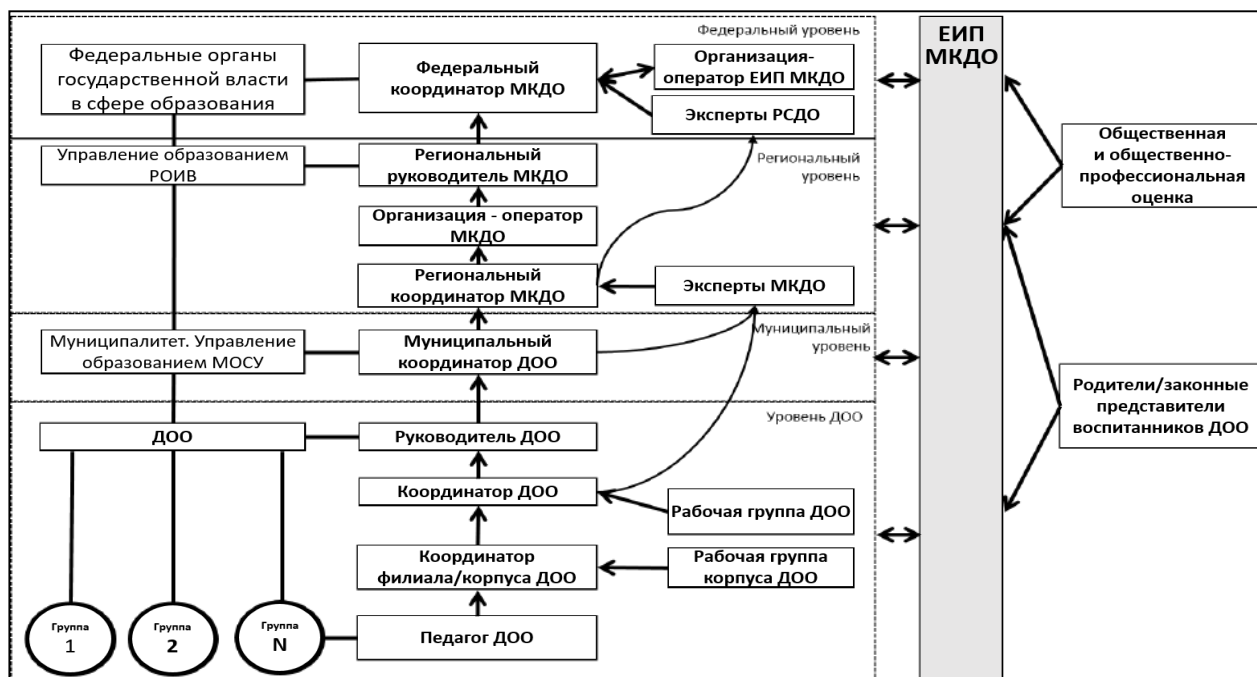 Федеральный уровень
Федеральные органы
государственной власти
в сфере образования
Федеральный
координатор МКДО
Организация-
оператор ЕИП МКДО
Эксперты РСДО
ЕИП
МКДО
Общественная
и общественно-
профессиональная
оценка
Региональный
уровень
Управление образованием
РОИВ
Региональный
руководитель МКДО
Организация - оператор
МКДО
Региональный
координатор МКДО
Эксперты МКДО
Муниципальный
уровень
Муниципалитет. Управление
образованием МОСУ
Муниципальный
координатор ДОО
Родители/законные
представители
воспитанников ДОО
Уровень ДОО
ДОО
Руководитель ДОО
Координатор ДОО
Рабочая группа ДОО
Координатор
филиала/корпуса ДОО
Рабочая группа
корпуса ДОО
Группа
1
Группа
2
Группа
N
Педагог ДОО